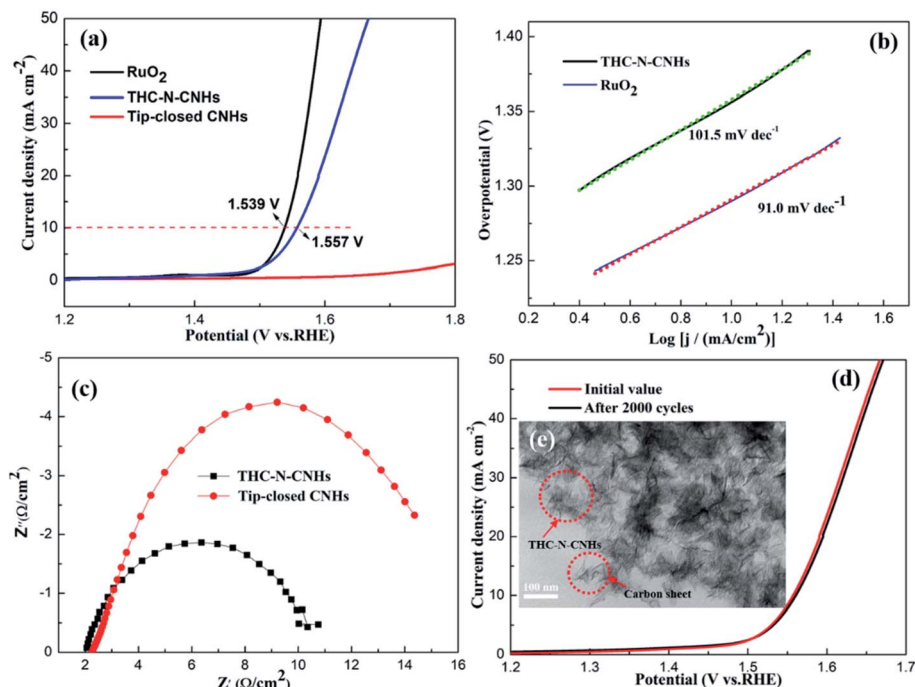 (a)
RuO2
THC-N-CNHs
Tip-closed CNHs
1.539 V
1.557 V
Current density (mA cm-2)
50
40
30
20
10
0
1.2 1.4 1.6 1.8
Potential (V vs.RHE)
(b)
THC-N-CNHs
RuO2
101.5 mV dec-1
91.0 mV dec-1
Overpotential (V)
1.40
1.35
1.30
1.25
0.4 0.6 0.8 1.0 1.2 1.4 1.6
Log [j / (mA/cm2)]
(c)
THC-N-CNHs
Tip-closed CNHs
Z''(Ω/cm2)
-5
-4
-3
-2
-1
0
0 2 4 6 8 10 12 14 16
Z' (Ω/cm2)
(d)
Initial value
After 2000 cycles
(e)
THC-N-CNHs
Carbon sheet
100 nm
Current density (mA cm-2)
50
40
30
20
10
0
1.2 1.3 1.4 1.5 1.6 1.7
Potential (V vs.RHE)